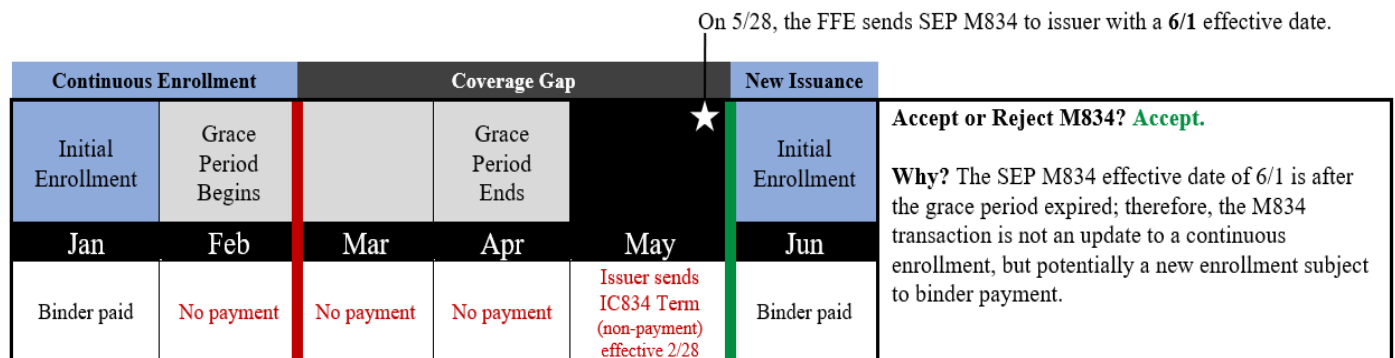 On 5/28, the FFE sends SEP M834 to issuer with a 6/1 effective date.
Continuous Enrollment
Coverage Gap
New Issuance
Initial
Enrollment
Grace
Period
Begins
Grace
Period
Ends
Initial
Enrollment
Jan
Feb
Mar
Apr
May
Jun
Binder paid
No payment
No payment
No payment
Issuer sends
IC834 Term
(non-payment)
effective 2/28
Binder paid
Accept or Reject M834? Accept.
Why? The SEP M834 effective date of 6/1 is after
the grace period expired; therefore, the M834
transaction is not an update to a continuous
enrollment, but potentially a new enrollment subject
to binder payment.